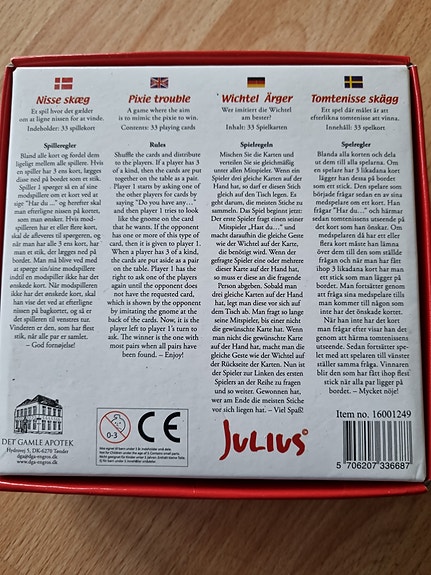 Nisse skæg
Et spil hvor det gælder
om at ligne nissen for at vinde.
Indeholder: 33 spillekort
Spilleregler
Bland alle kort og fordel dem
ligeligt mellem alle spillere. Hvis
en spiller har 3 ens kort, lægges
disse ned på bordet som et stik.
Spiller 1 spørger så en af sine
modspillere om et kort ved at
sige "Har du ..." og herefter skal
man efterligne nissen på kortet,
som man ønsker. Hvis mod-
spilleren har et eller flere kort,
skal de afleveres til spørgeren, og
når man har alle 3 ens kort, har
man et stik, der lægges ned på
bordet. Man må blive ved med
at spørge sin/sine modspillere
indtil en modspiller ikke har det
ønskede kort. Når modspilleren
ikke har det ønskede kort, skal
han vise det ved at efterligne
nissen på bagkortet, og så er
det spilleren til venstres tur.
Vinderen er den, som har flest
stik, når alle par er samlet.
– God fornøjelse!
Pixie trouble
A game where the aim
is to mimic the pixie to win.
Contents: 33 playing cards
Rules
Shuffle the cards and distribute
to the players. If a player has 3
of a kind, then the cards are put
together on the table as a pair.
Player 1 starts by asking one of
the other players for cards by
saying "Do you have any..."
and then player 1 tries to look
like the gnome on the card
that he wants. If the opponent
has one or more of this type of
card, then it is given to player 1.
When a player has 3 of a kind,
the cards are put aside as a pair
on the table. Player 1 has the
right to ask one of the players
again until the opponent does
not have the requested card,
which is shown by the opponent
by imitating the gnome at the
back of the cards. Now, it is the
player left to player 1's turn to
ask. The winner is the one with
most pairs when all pairs
have been found. – Enjoy!
Wichtel Ärger
Wer imitiert die Wichtel
am besten?
Inhalt: 33 Spielkarten
Spielregeln
Mischen Sie die Karten und
verteilen Sie sie gleichmäßig
unter allen Mitspieler. Wenn ein
Spieler drei gleichen Karten auf
der Hand hat, so darf er diesen Stich
gleich auf den Tisch legen. Es
geht darum, die meisten Stiche zu
sammeln. Das Spiel beginnt jetzt:
Der erste Spieler fragt einen seiner
Mitspieler „Hast du…" und
macht daraufhin die gleiche Geste
wie der Wichtel auf der Karte,
die benötigt wird. Wenn der
gefragte Spieler eine oder mehrere
dieser Karte auf der Hand hat,
so muss er diese an die fragende
Person abgeben. Sobald man
drei gleiche Karten auf der Hand
hat, legt man diese vor sich auf
dem Tisch ab. Man fragt so lange
seine Mitspieler, bis einer nicht
die gewünschte Karte hat. Wenn
man nicht die gewünschte Karte
auf der Hand hat, macht man die
gleiche Geste wie der Wichtel auf
der Rückseite der Karten. Nun ist
der Spieler zur Linken des ersten
Spielers an der Reihe zu fragen
und so weiter. Gewonnen hat,
wer am Ende die meisten Stiche
vor sich liegen hat. – Viel Spaß!
Tomtenisse skägg
Ett spel där målet är att
efterlikna tomtenisse att vinna.
Innehåll: 33 spelkort
Spelregler
Blanda alla korten och dela
ut dem till alla spelarna. Om
en spelare har 3 likadana kort
läggs han dem ned på bordet
som ett stick. Den spelare som
börjar frågar sedan en av sina
medspelare om ett kort. Han
frågar "Har du..." och härmar
sedan tomtenissens utseende på
det kort som han önskar. Om
medspelaren då har ett eller
flera kort måste han lämna
över dem till den som ställde
frågan och när man har fått
ihop 3 likadana kort har man
ett stick som man lägger på
bordet. Man fortsätter genom
att fråga sina medspelare till
man kommer till någon som
inte har det önskade kortet.
När han inte har det kort
man frågar efter visar han det
genom att härma tomtenissens
utseende. Sedan fortsätter spe-
let med att spelaren till vänster
ställer samma fråga. Vinnaren
blir den som har fått ihop flest
stick när alla par ligger på
bordet. – Mycket nöje!
DET GAMLE APOTEK
Hydrovej 5, DK-6270 Tønder
dga@dga-engros.dk
www.dga-engros.dk
0-3
CE
JULIUS
Item no. 16001249
5 706207 336687